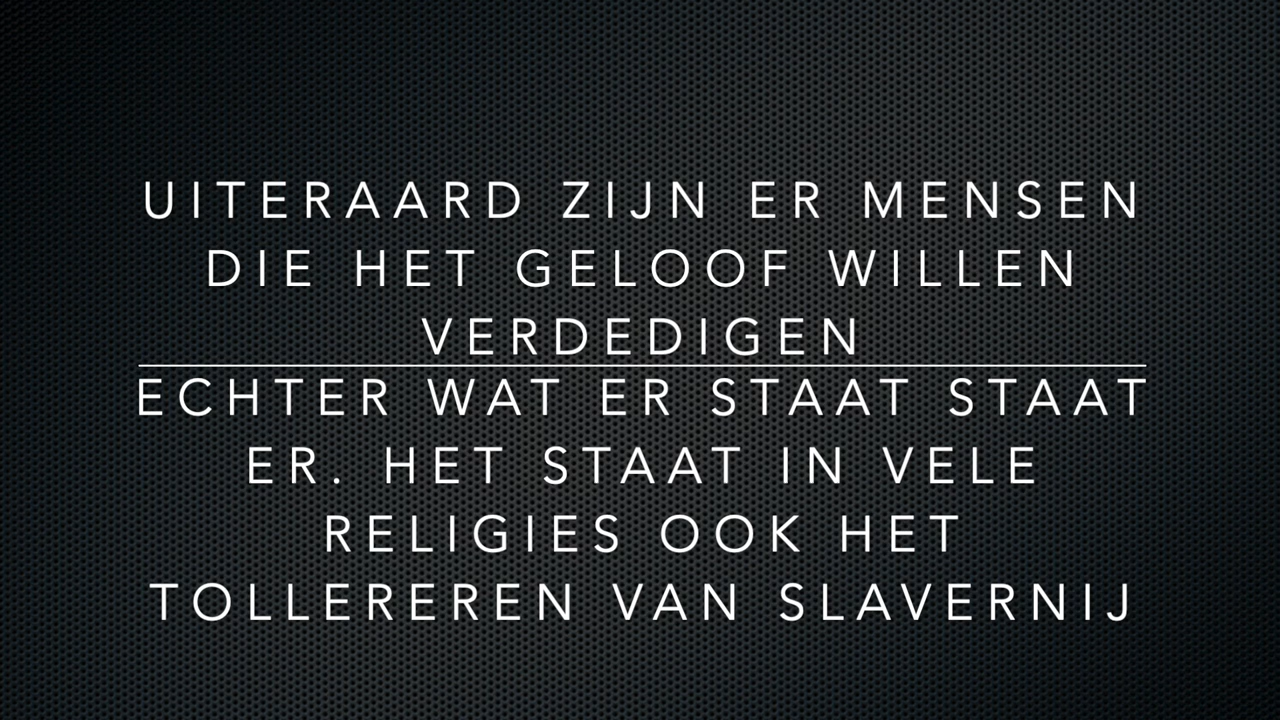 UITERAARD ZIJN ER MENSEN
DIE HET GELOOF WILLEN
VERDEDIGEN
ECHTER WAT ER STAAT STAAT
ER. HET STAAT IN VELE
RELIGIES OOK HET
TOLLEREREN VAN SLAVERNIJ